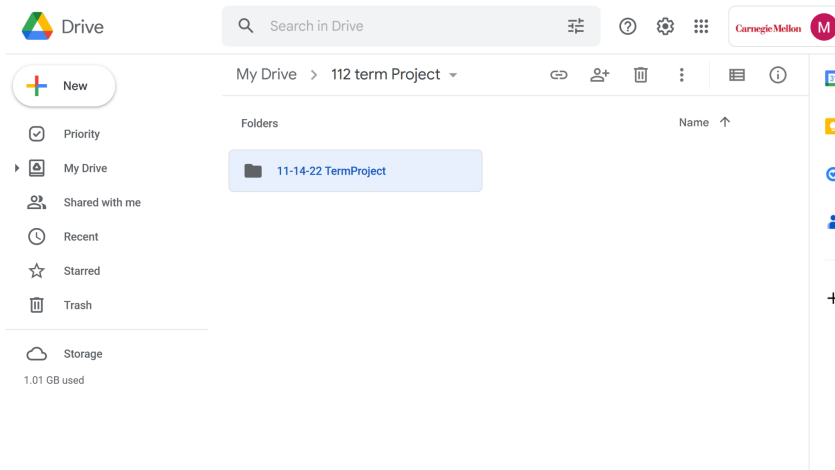 Drive
Search in Drive
Carnegie Mellon
M
New
My Drive > 112 term Project
Priority
Folders
Name
My Drive
11-14-22 TermProject
Shared with me
Recent
Starred
Trash
Storage
1.01 GB used